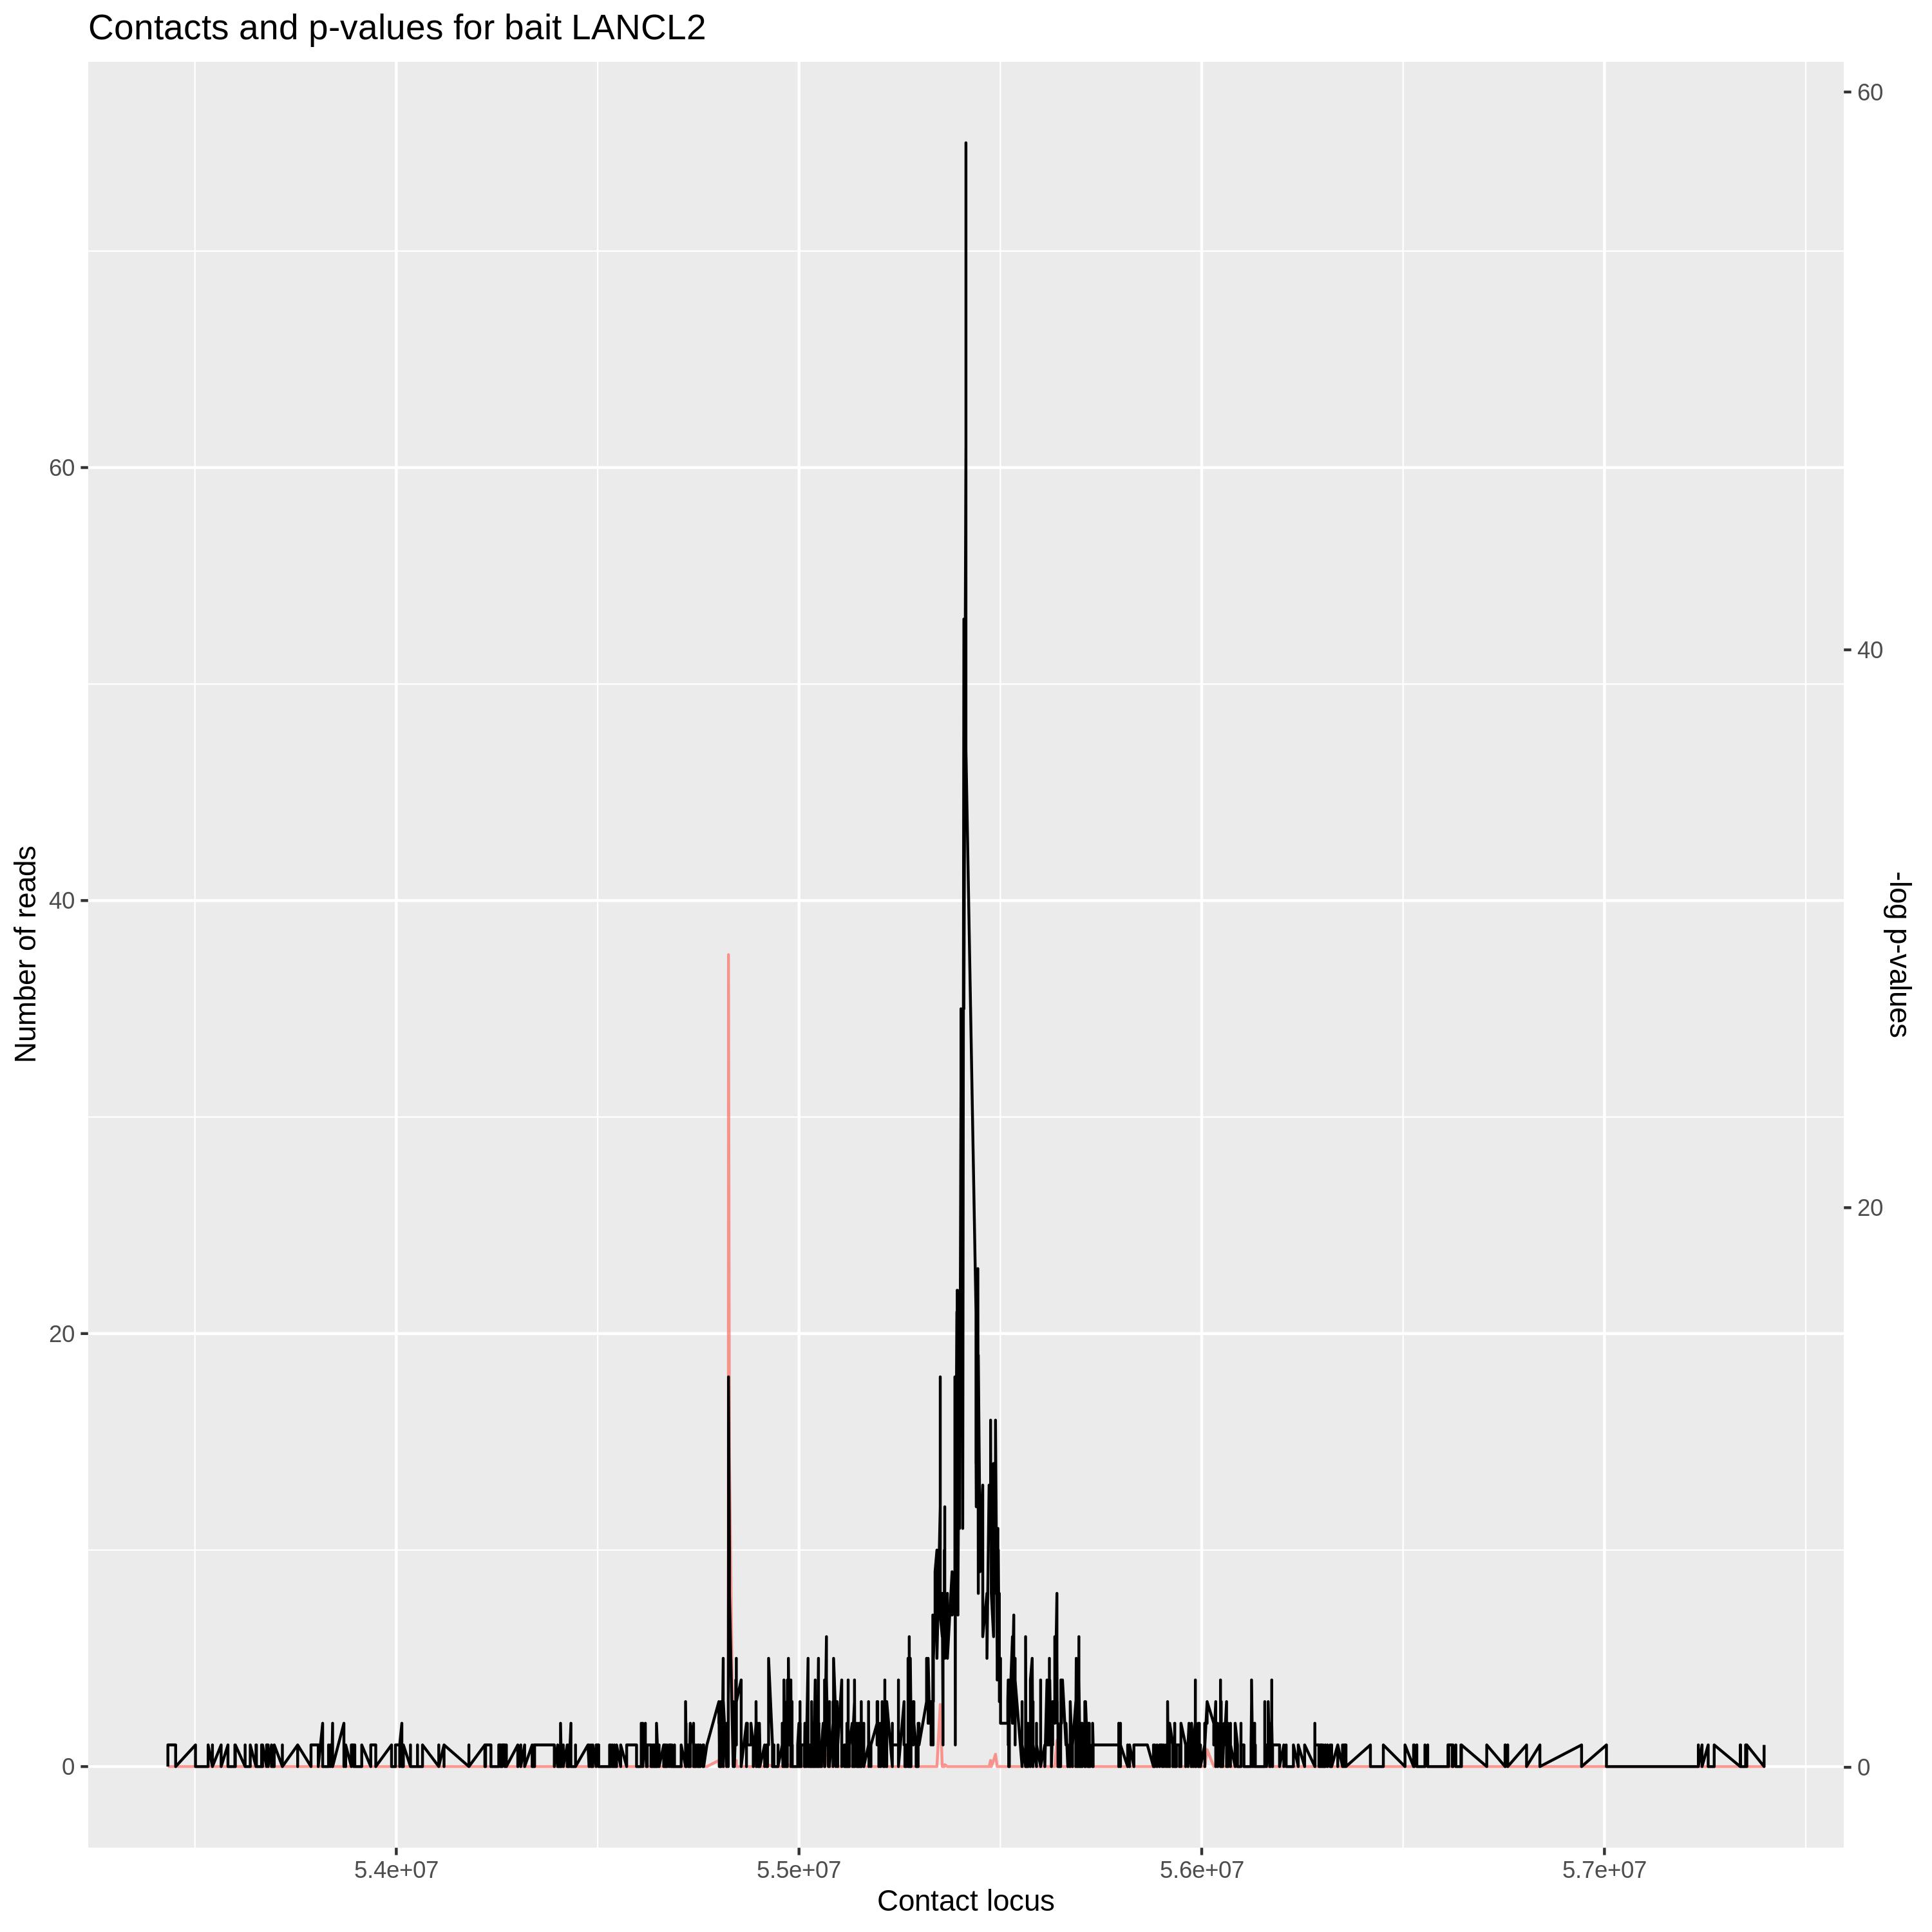 Contacts and p-values for bait LANCL2
60
60
40
40
20
20
0
0
Number of reads
-log p-values
5.4e+07
5.5e+07
5.6e+07
5.7e+07
Contact locus